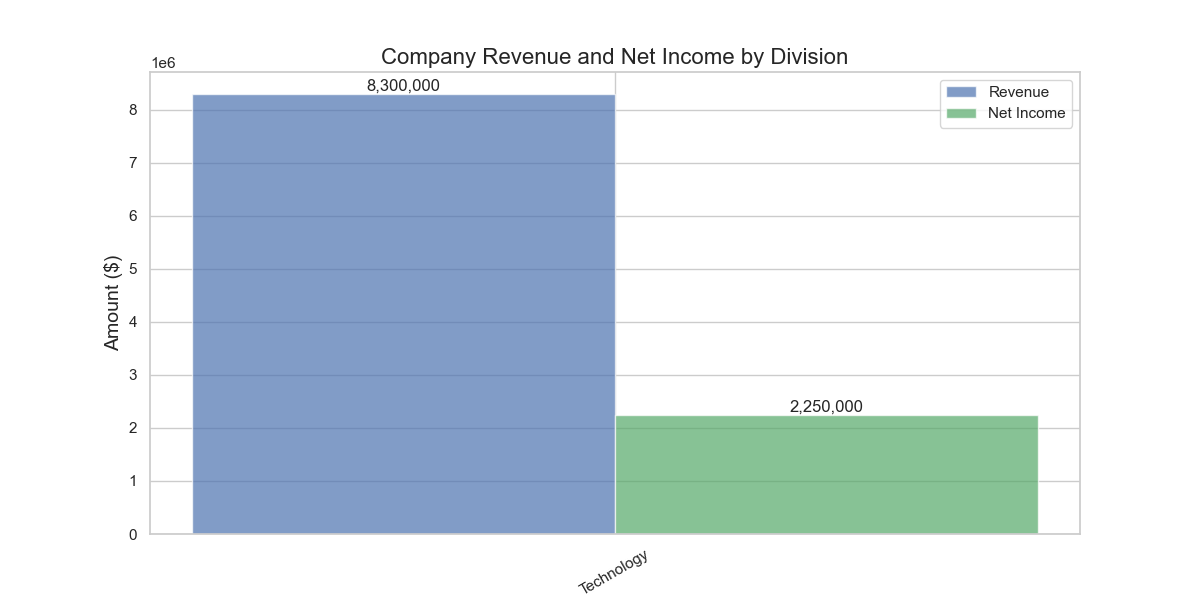 Company Revenue and Net Income by Division
1e6
8,300,000
Revenue
Net Income
8
7
6
5
4
3
2
1
0
Amount ($)
2,250,000
Technology